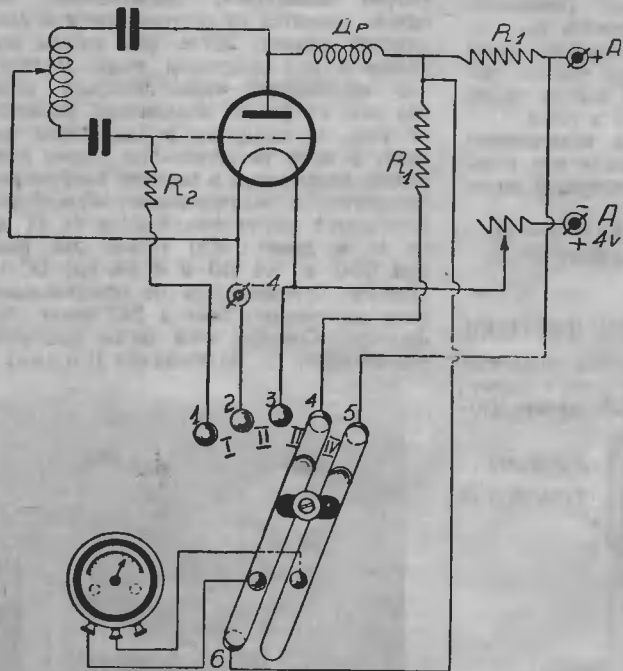 Др
R₁
+ A
R₂
R₁
- A
+ 4v
-4
1 2 3 4 5
I II III IV
6